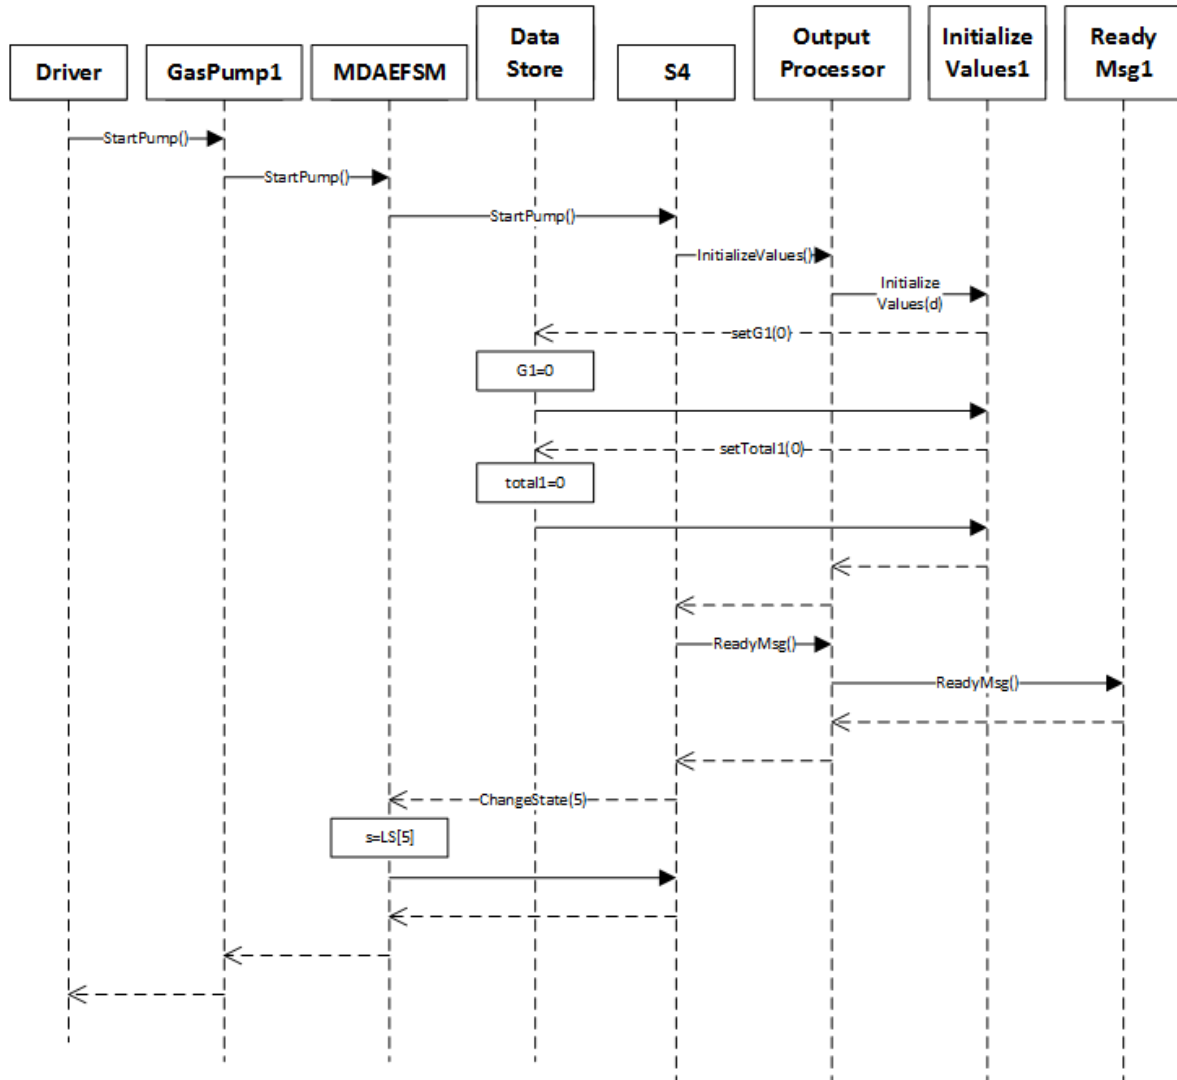 Driver
GasPump1
MDAEFSM
Data
Store
S4
Output
Processor
Initialize
Values1
Ready
Msg1
StartPump()
StartPump()
StartPump()
InitializeValues()
Initialize
Values(d)
setG1(0)
G1=0
setTotal1(0)
total1=0
ReadyMsg()
ReadyMsg()
ChangeState(5)
s=LS[5]